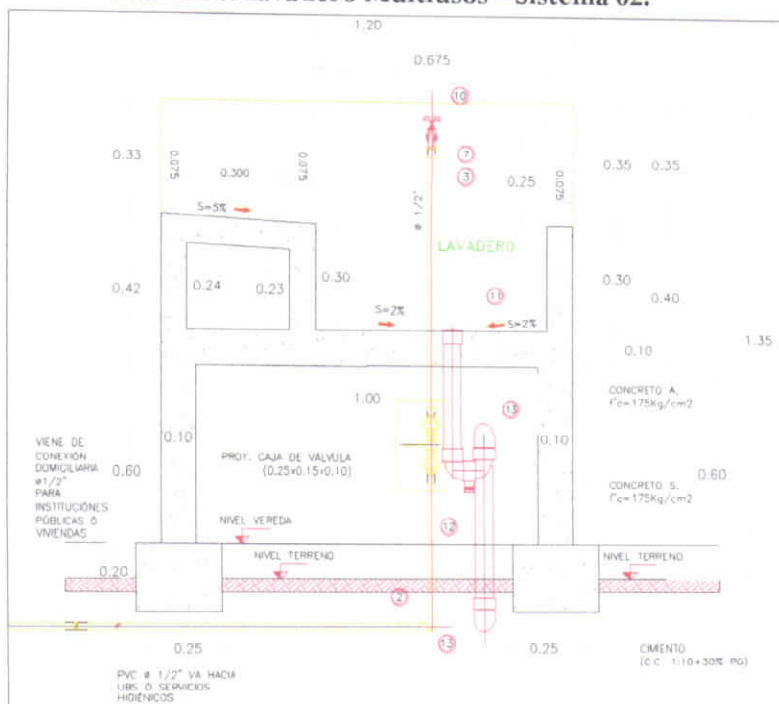 Lavadero Multiusos - Sistema 02.
1.20
0.675
10
0.33
0.075
0.300
0.075
7
3
0.25
0.075
0.35
0.35
S=5%
ø 1/2"
LAVADERO
0.42
0.24
0.23
0.30
11
0.30
0.40
S=2%
S=2%
1.35
0.10
1.00
CONCRETO A.
f'c=175Kg/cm2
13
VIENE DE
CONEXIÓN
DOMICILIARIA
ø1/2"
PARA
INSTITUCIÓNES
PÚBLICAS Ó
VIVIENDAS
0.60
0.10
PROY. CAJA DE VÁLVULA
(0.25x0.15x0.10)
0.10
CONCRETO S.
f'c=175Kg/cm2
0.60
NIVEL VEREDA
12
NIVEL TERRENO
NIVEL TERRENO
0.20
2
13
0.25
0.25
CIMIENTO
(C.C. 1:10+30% PG)
PVC ø 1/2" VA HACIA
UBS Ó SERVICIOS
HIGIÉNICOS